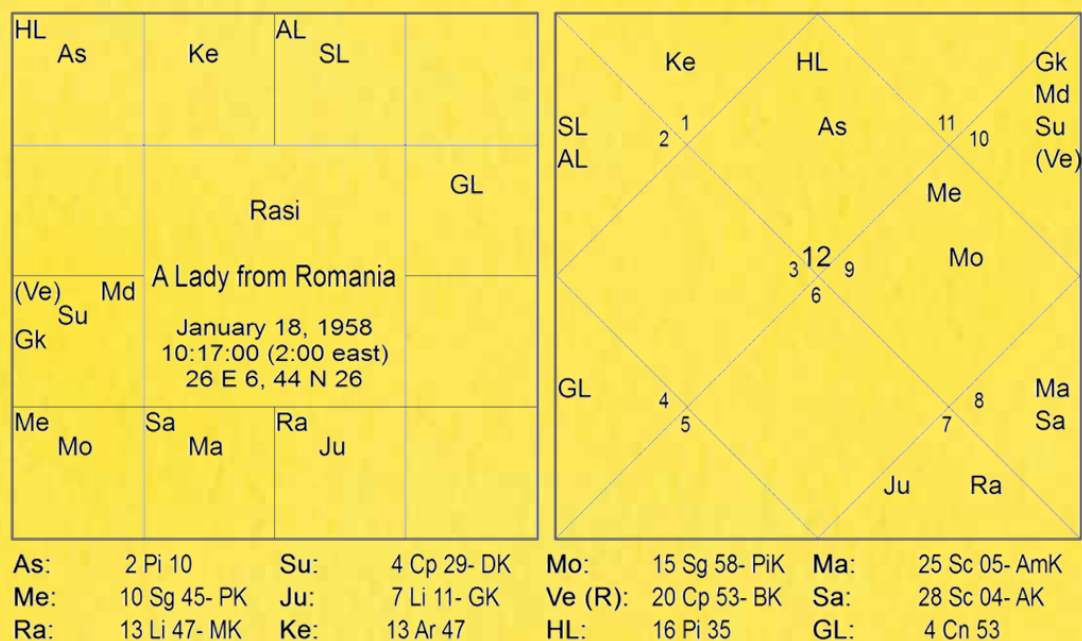 HL
As
Ke
AL
SL
GL
Rasi
A Lady from Romania
January 18, 1958
10:17:00 (2:00 east)
26 E 6, 44 N 26
(Ve) Md
Su
Gk
Me
Mo
Sa
Ma
Ra
Ju
Ke
HL
Gk
Md
Su
(Ve)
SL
AL
2 1
As
11 10
Me
Mo
12
3 9
6
GL
4
5
8
7
Ma
Sa
Ju Ra
As: 2 Pi 10 Su: 4 Cp 29- DK Mo: 15 Sg 58- PiK Ma: 25 Sc 05- AmK
Me: 10 Sg 45- PK Ju: 7 Li 11- GK Ve (R): 20 Cp 53- BK Sa: 28 Sc 04- AK
Ra: 13 Li 47- MK Ke: 13 Ar 47 HL: 16 Pi 35 GL: 4 Cn 53